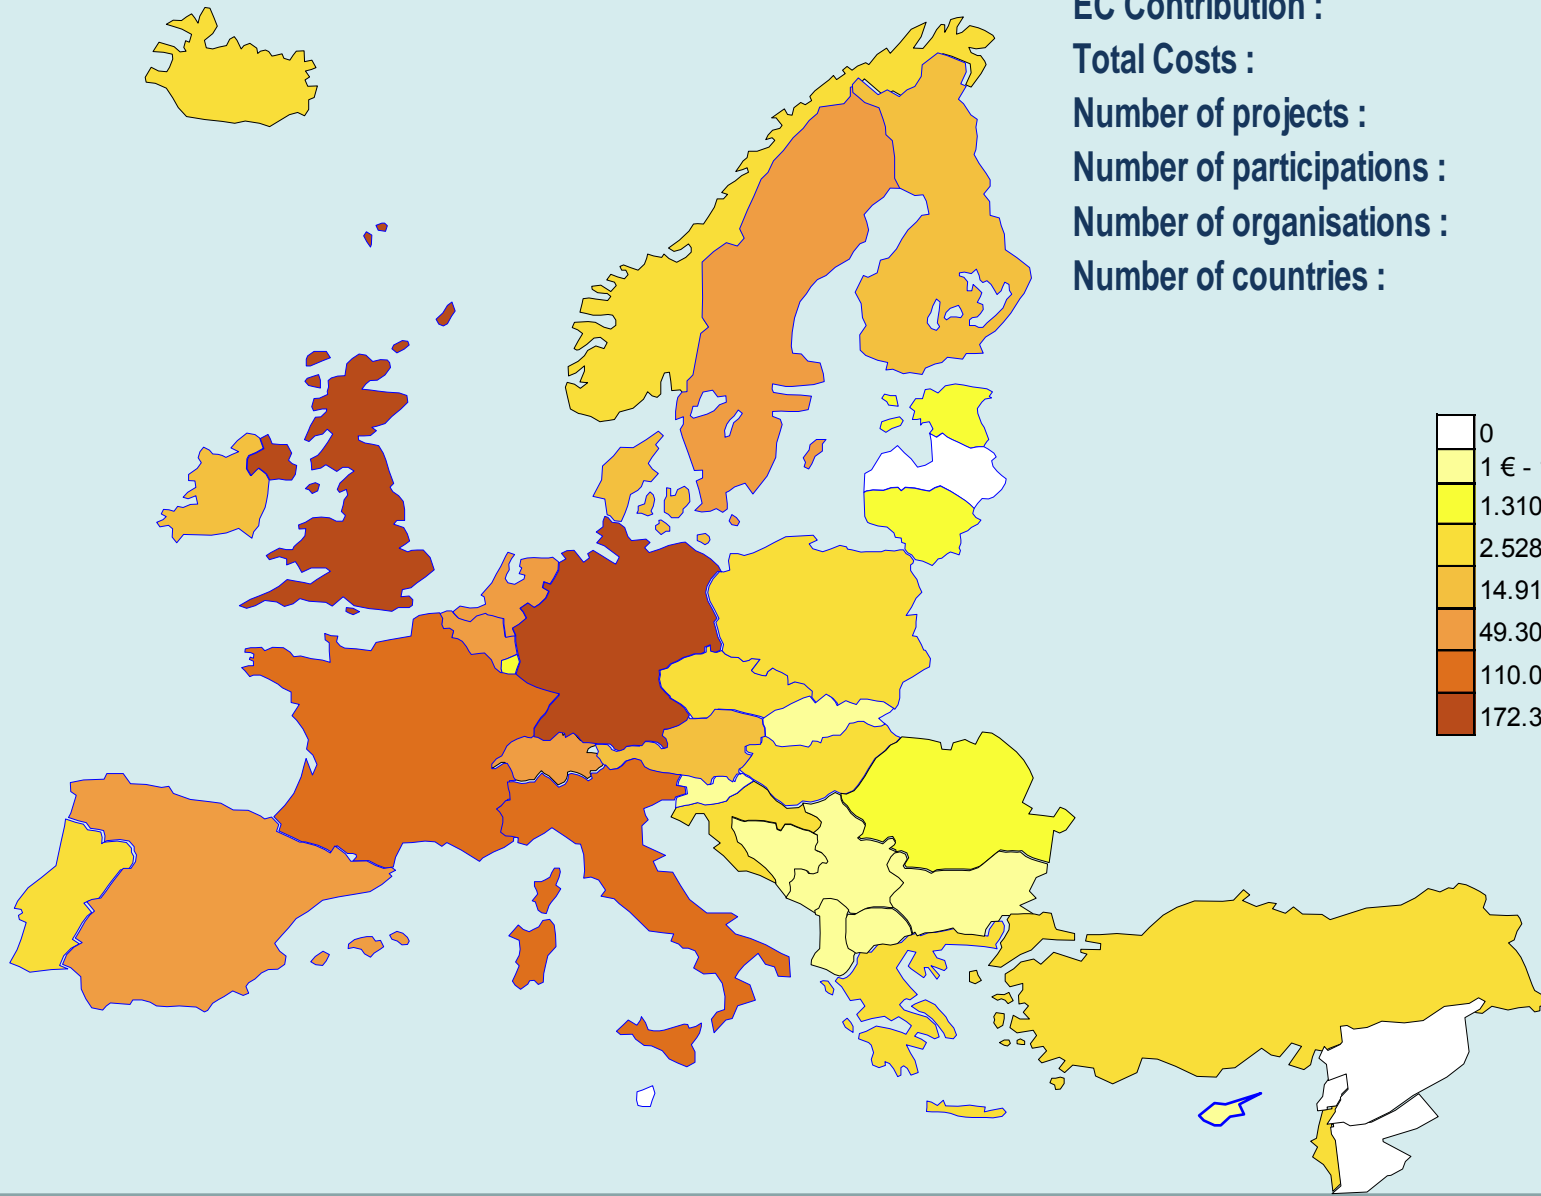 EC Contribution :
Total Costs :
Number of projects :
Number of participations :
Number of organisations :
Number of countries :
0
1 € -
1.310
2.528
14.91
49.30
110.0
172.3